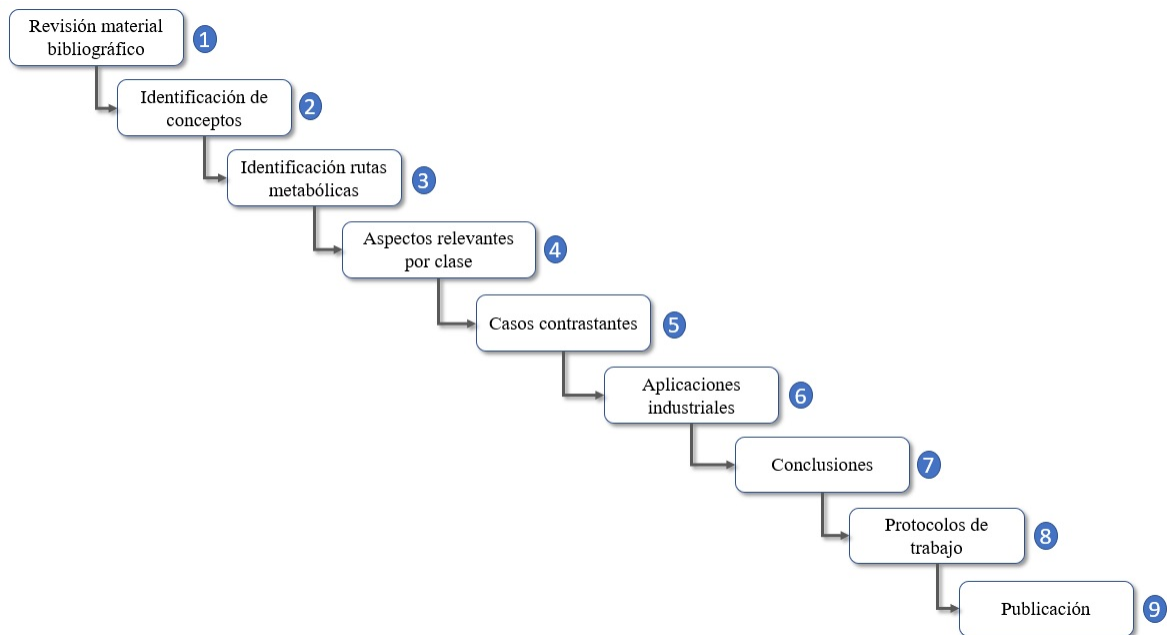 Revisión material
bibliográfico
1
Identificación de
conceptos
2
Identificación rutas
metabólicas
3
Aspectos relevantes
por clase
4
Casos contrastantes
5
Aplicaciones
industriales
6
Conclusiones
7
Protocolos de
trabajo
8
Publicación
9